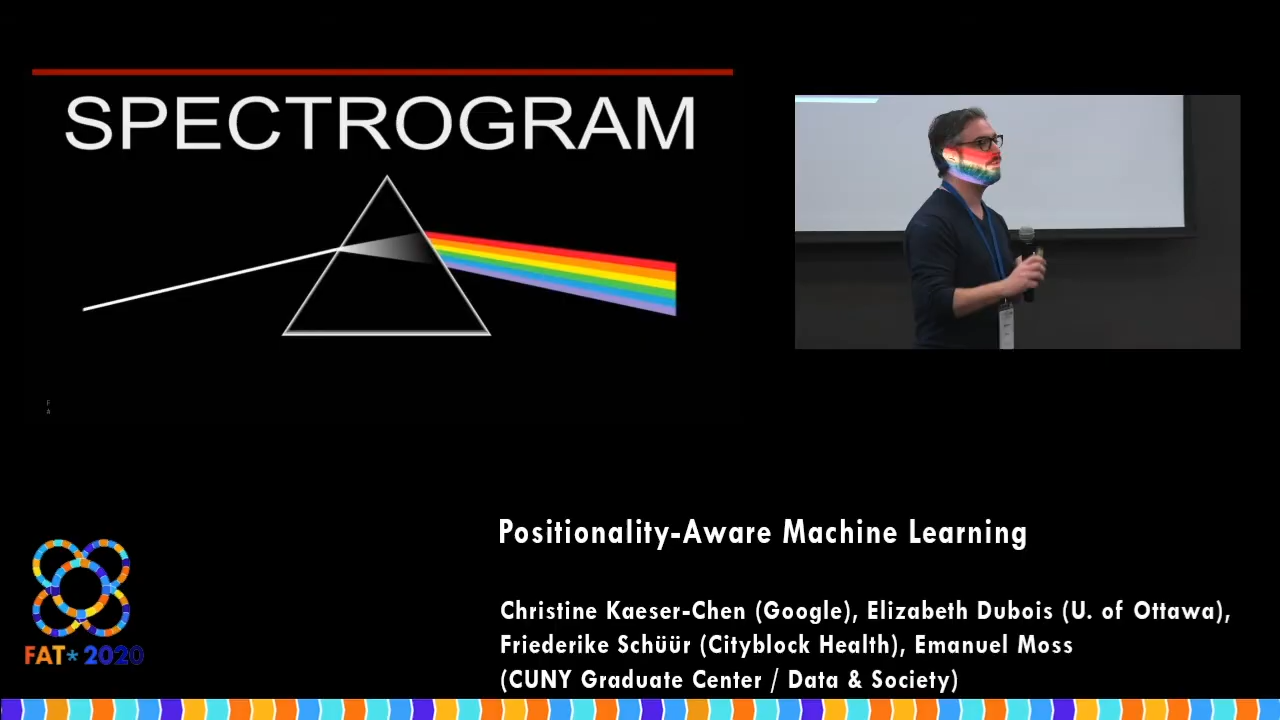 SPECTROGRAM
F
A
Positionality-Aware Machine Learning
Christine Kaeser-Chen (Google), Elizabeth Dubois (U. of Ottawa),
Friederike Schüür (Cityblock Health), Emanuel Moss
(CUNY Graduate Center / Data & Society)
FAT* 2020